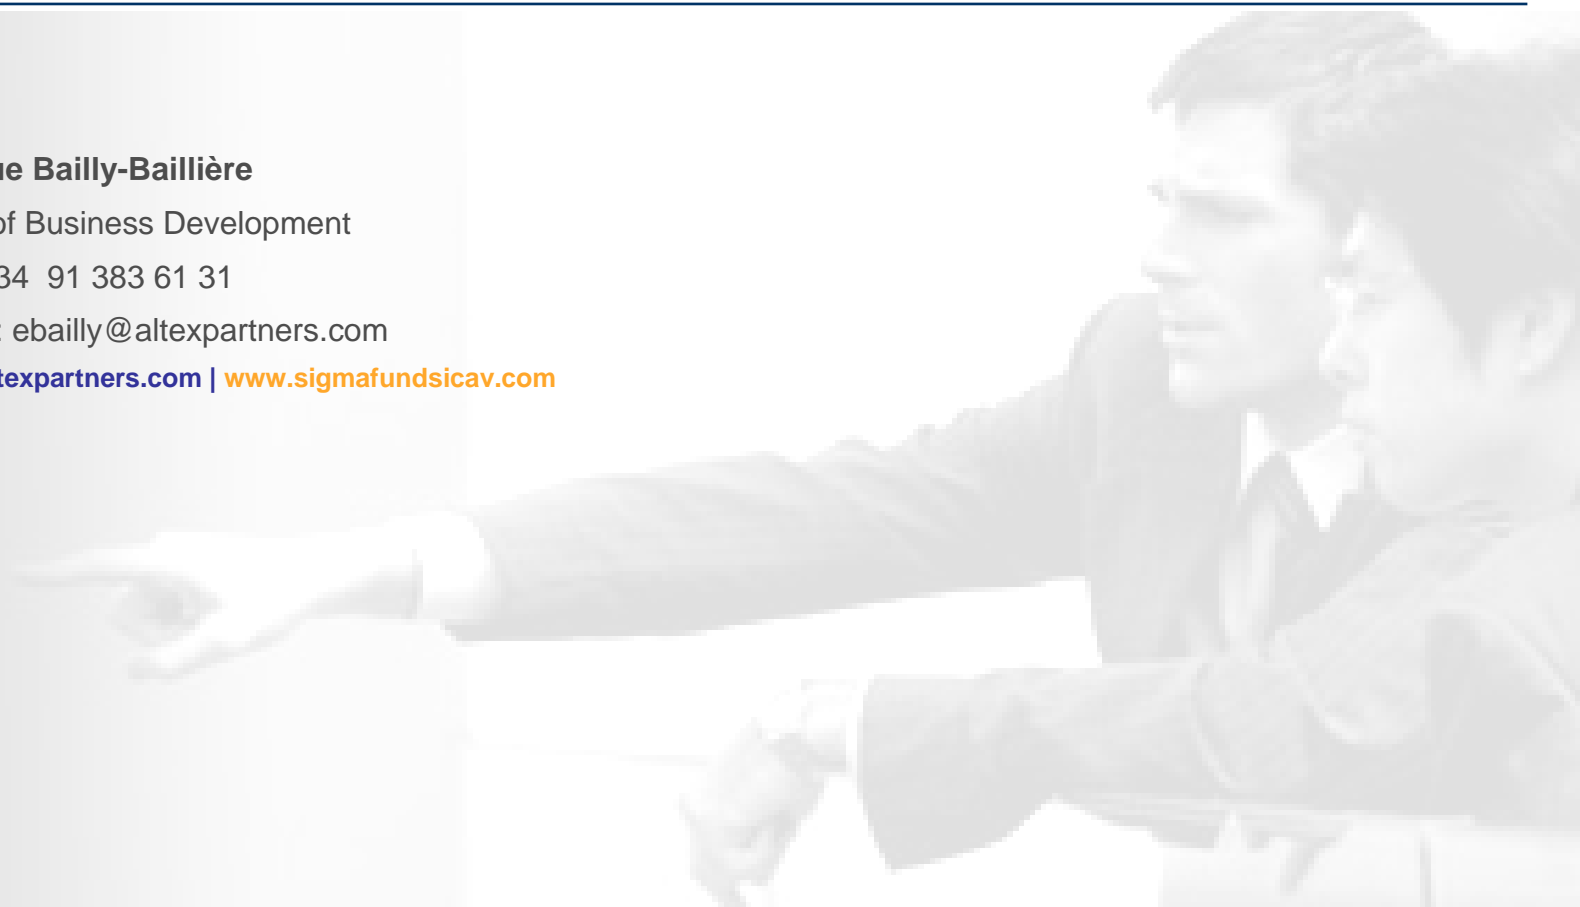 ue Bailly-Baillière
of Business Development
34 91 383 61 31
: ebailly@altexpartners.com
texpartners.com | www.sigmafundsicav.com